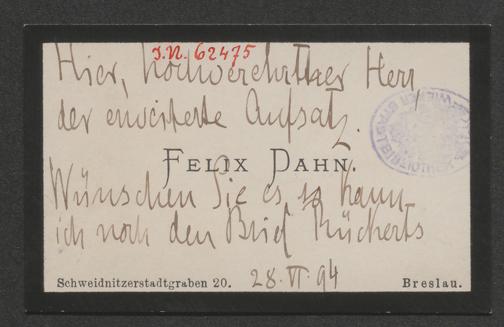 J.N. 62475
Hier, hochverehrtester Herr
der erweiterte Aufsatz.
FELIX DAHN.
Wünschen Sie es so kann
ich noch den Brief Rückerts
Schweidnitzerstadtgraben 20. 28. VI 94 Breslau.